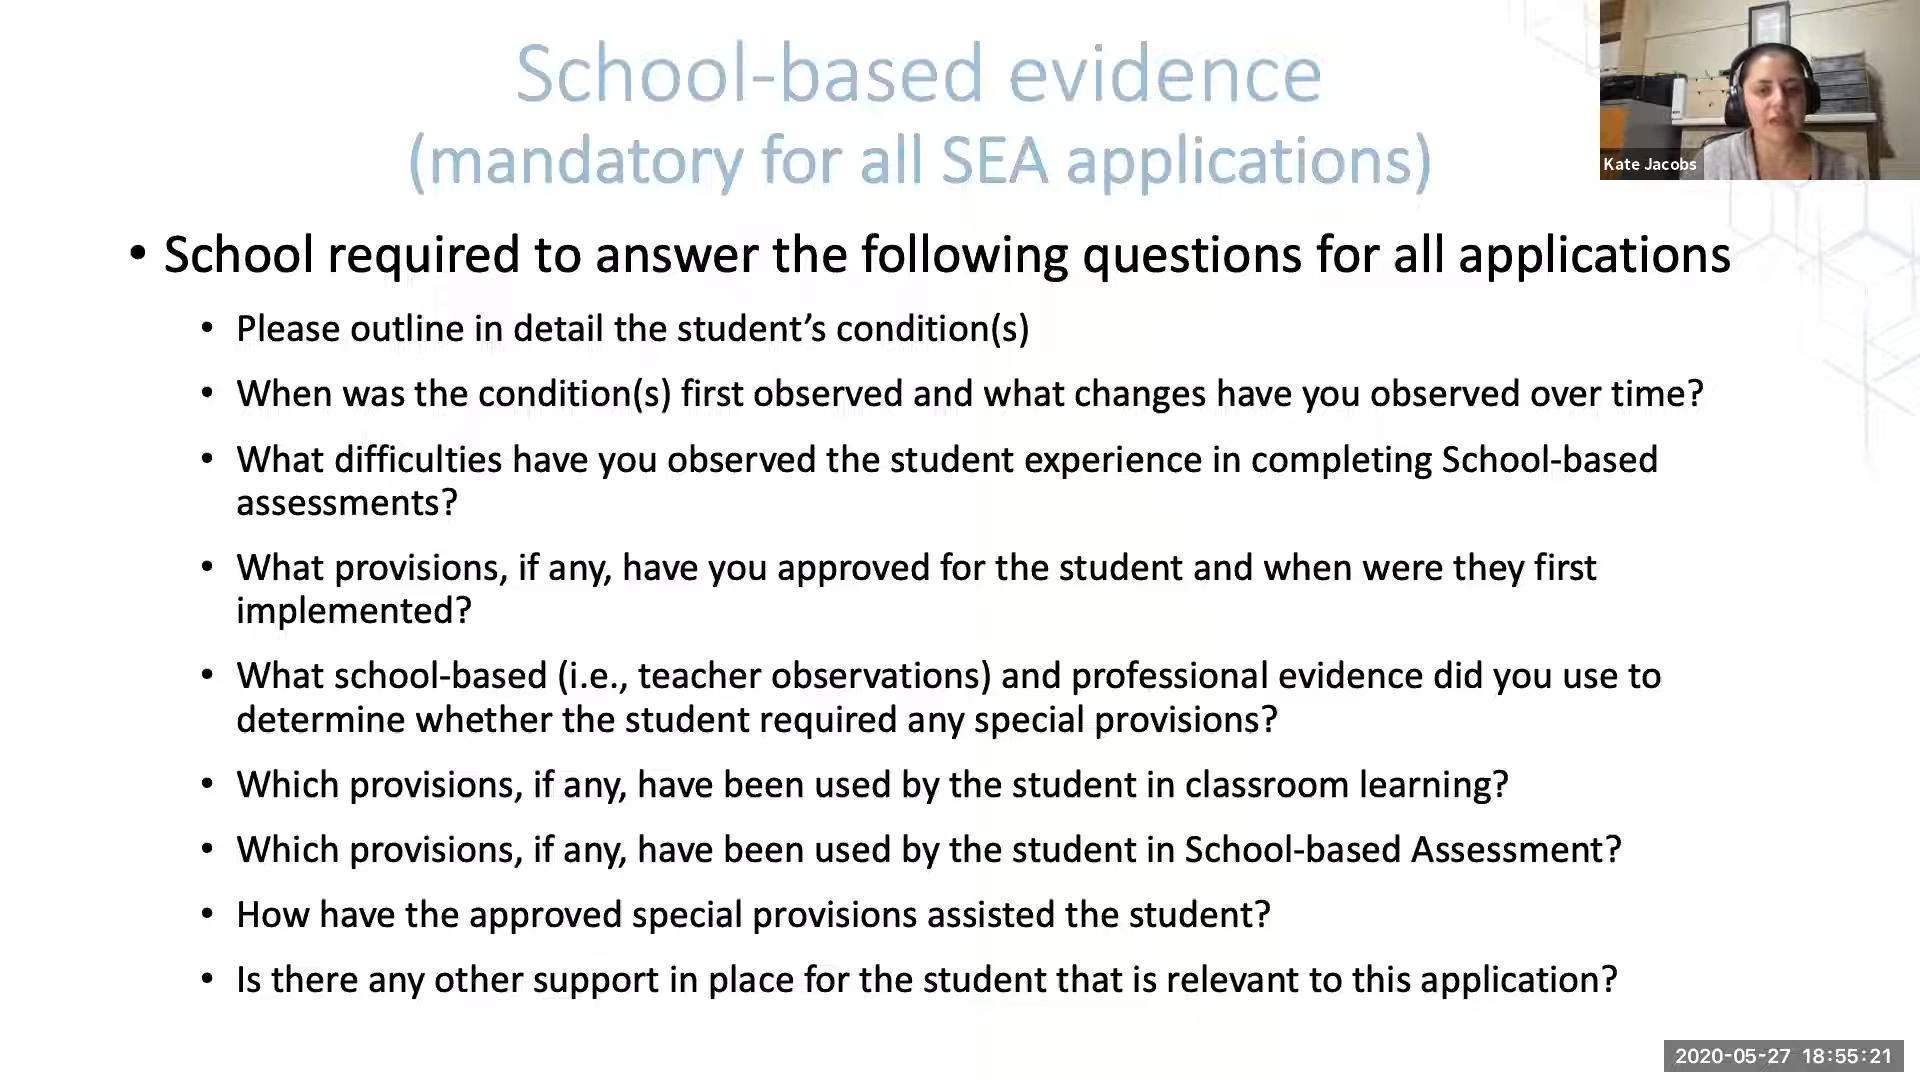 School-based evidence
(mandatory for all SEA applications)
Kate Jacobs
• School required to answer the following questions for all applications
• Please outline in detail the student’s condition(s)
• When was the condition(s) first observed and what changes have you observed over time?
• What difficulties have you observed the student experience in completing School-based
assessments?
• What provisions, if any, have you approved for the student and when were they first
implemented?
• What school-based (i.e., teacher observations) and professional evidence did you use to
determine whether the student required any special provisions?
• Which provisions, if any, have been used by the student in classroom learning?
• Which provisions, if any, have been used by the student in School-based Assessment?
• How have the approved special provisions assisted the student?
• Is there any other support in place for the student that is relevant to this application?
2020-05-27 18:55:21